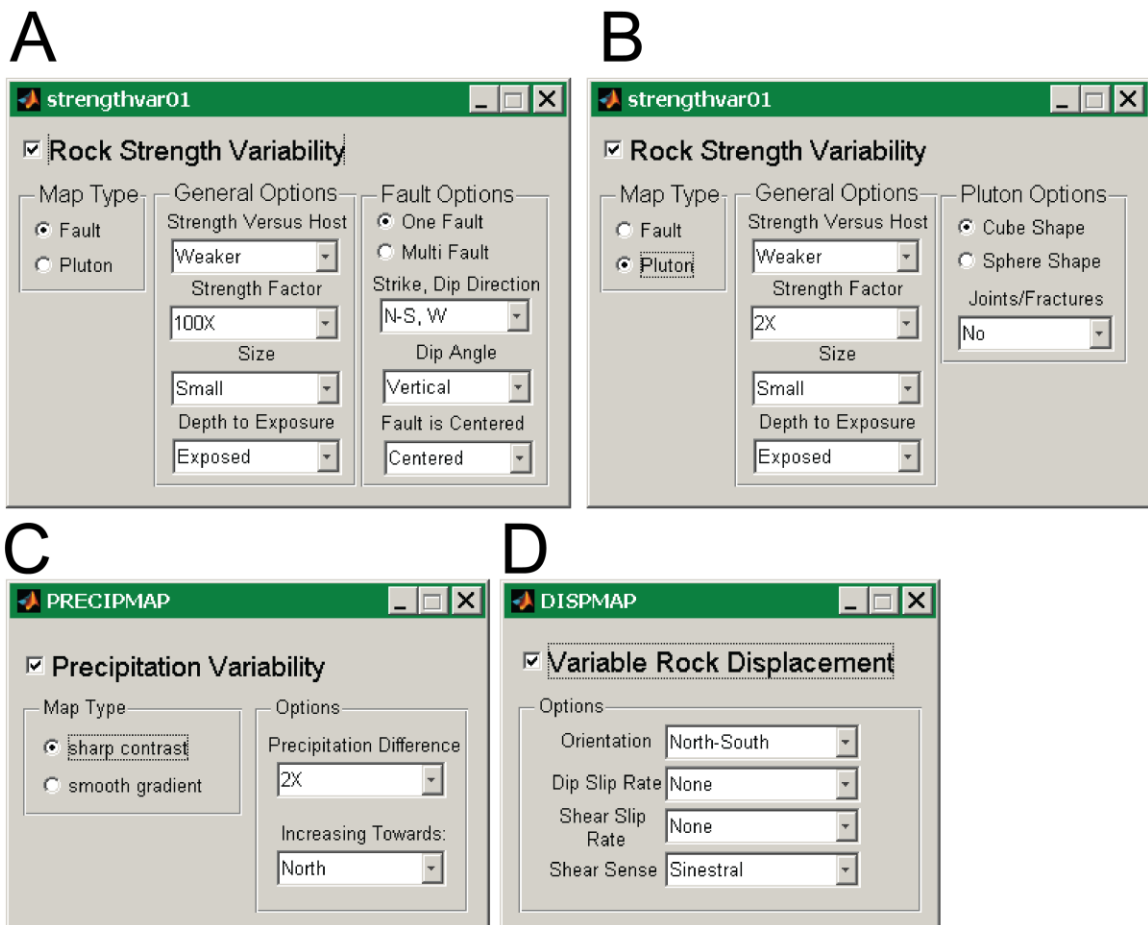 A
strengthvar01
Rock Strength Variability
Map Type
Fault
Pluton
General Options
Strength Versus Host
Weaker
Strength Factor
100X
Size
Small
Depth to Exposure
Exposed
Fault Options
One Fault
Multi Fault
Strike, Dip Direction
N-S, W
Dip Angle
Vertical
Fault is Centered
Centered
B
strengthvar01
Rock Strength Variability
Map Type
Fault
Pluton
General Options
Strength Versus Host
Weaker
Strength Factor
2X
Size
Small
Depth to Exposure
Exposed
Pluton Options
Cube Shape
Sphere Shape
Joints/Fractures
No
C
PRECIPMAP
Precipitation Variability
Map Type
sharp contrast
smooth gradient
Options
Precipitation Difference
2X
Increasing Towards:
North
D
DISPMAP
Variable Rock Displacement
Options
Orientation North-South
Dip Slip Rate None
Shear Slip
Rate None
Shear Sense Sinestral